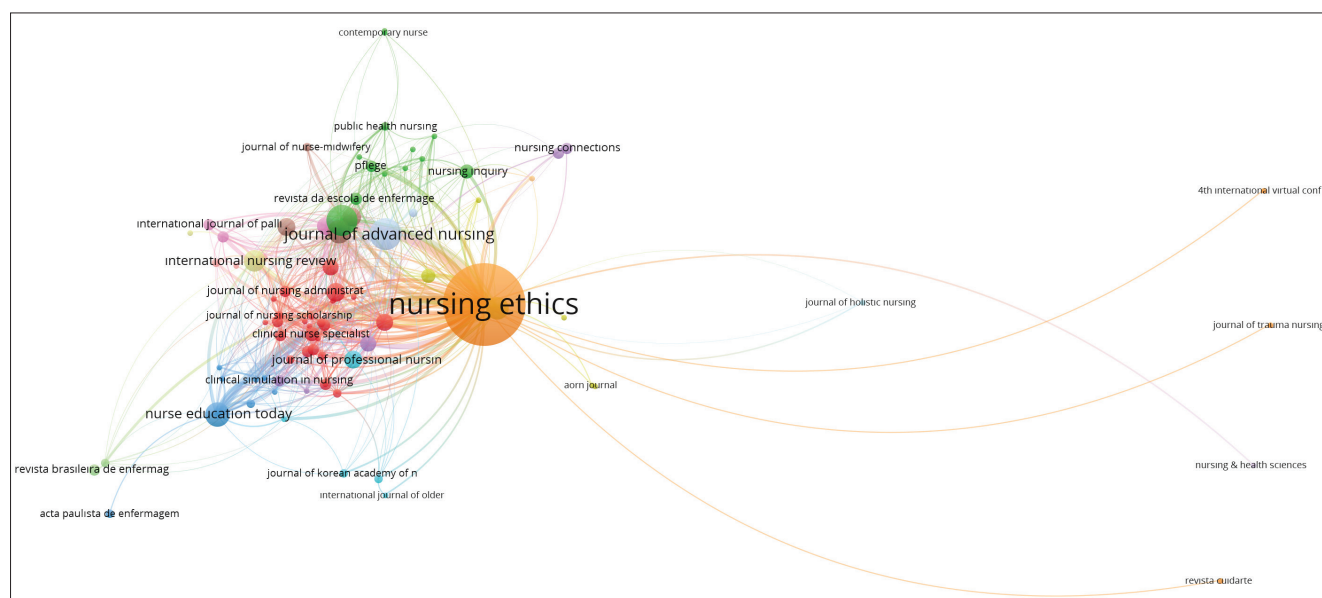 contemporary nurse
public health nursing
journal of nurse-midwifery
nursing connections
pflege
nursing inquiry
4th international virtual conf
revista da escola de enfermage
international journal of palli
journal of advanced nursing
international nursing review
journal of nursing administrat
nursing ethics
journal of holistic nursing
journal of nursing scholarship
journal of trauma nursing
clinical nurse specialist
journal of professional nursin
clinical simulation in nursing
aorn journal
nurse education today
revista brasileira de enfermag
journal of korean academy of n
nursing & health sciences
international journal of older
acta paulista de enfermagem
revista cuidarte